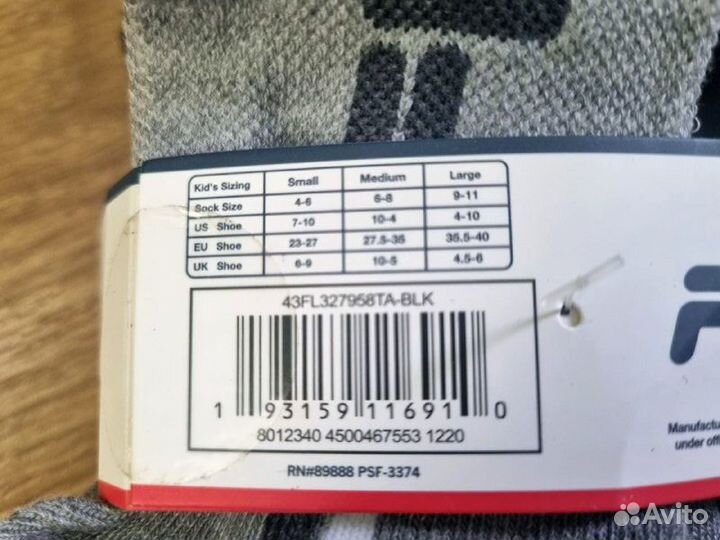 Kid's Sizing Small Medium Large
Sock Size 4-6 6-8 9-11
US Shoe 7-10 10-4 4-10
EU Shoe 23-27 27.5-35 35.5-40
UK Shoe 6-9 10-5 4.5-6
43FL327958TA-BLK
1 93159 11691 0
8012340 4500467553 1220
RN#89888 PSF-3374
Manufactu
under offi
Avito